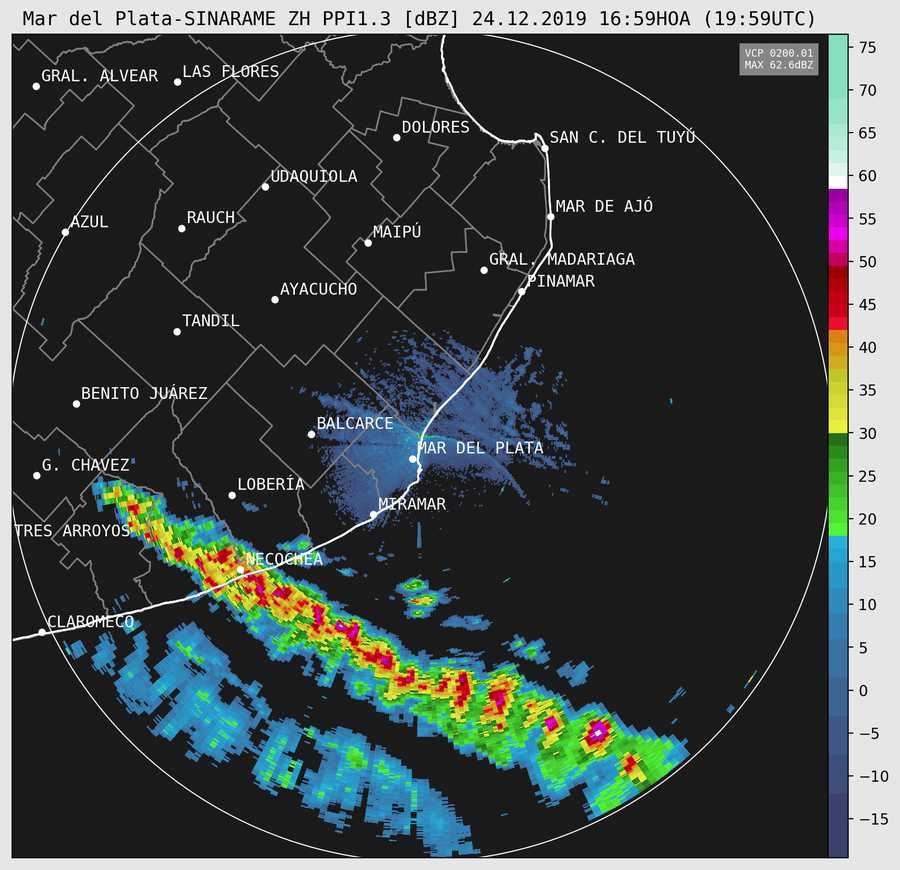 Mar del Plata-SINARAME ZH PPI1.3 [dBZ] 24.12.2019 16:59HOA (19:59UTC)
VCP 0200.01
MAX 62.6dBZ
GRAL. ALVEAR
LAS FLORES
DOLORES
SAN C. DEL TUYÚ
UDAQUIOLA
AZUL
RAUCH
MAIPÚ
MAR DE AJÓ
GRAL. MADARIAGA
PINAMAR
AYACUCHO
TANDIL
BENITO JUÁREZ
BALCARCE
MAR DEL PLATA
G. CHAVEZ
LOBERÍA
MIRAMAR
TRES ARROYOS
NECOCHEA
CLAROMECO
75
70
65
60
55
50
45
40
35
30
25
20
15
10
5
0
−5
−10
−15